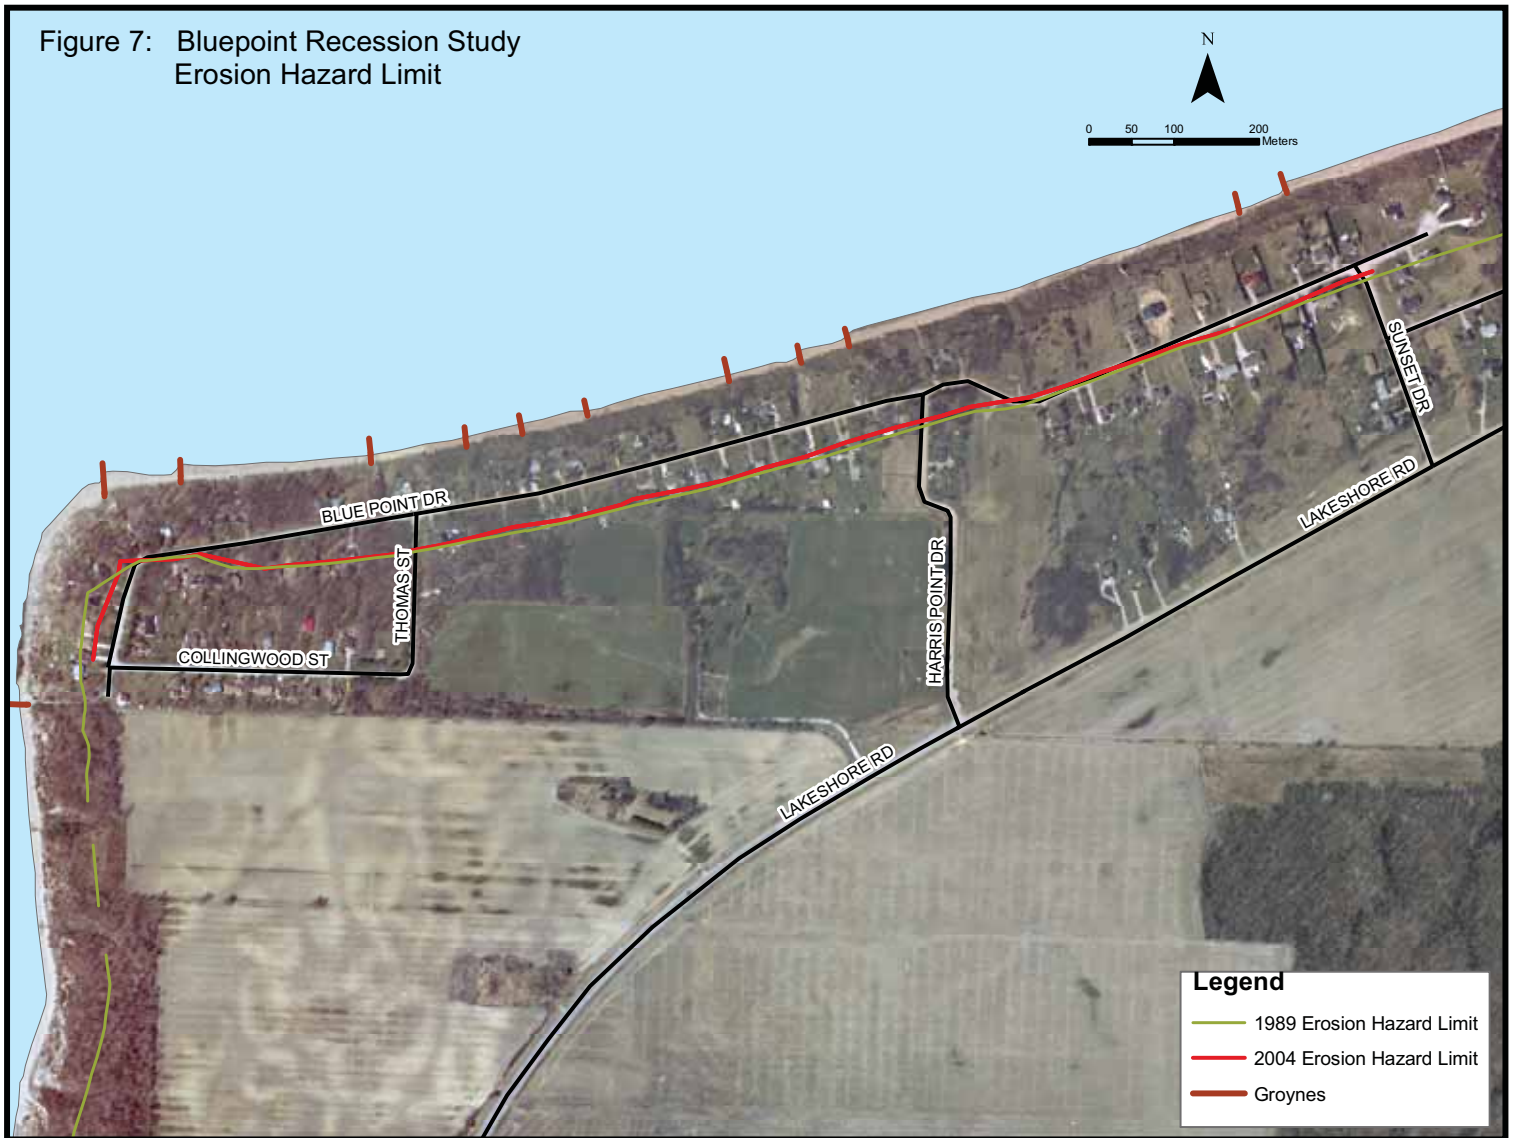 Figure 7: Bluepoint Recession Study
Erosion Hazard Limit
N
0 50 100 200
Meters
SUNSET DR
BLUE POINT DR
LAKESHORE RD
THOMAS ST
HARRIS POINT DR
COLLINGWOOD ST
LAKESHORE RD
Legend
1989 Erosion Hazard Limit
2004 Erosion Hazard Limit
Groynes